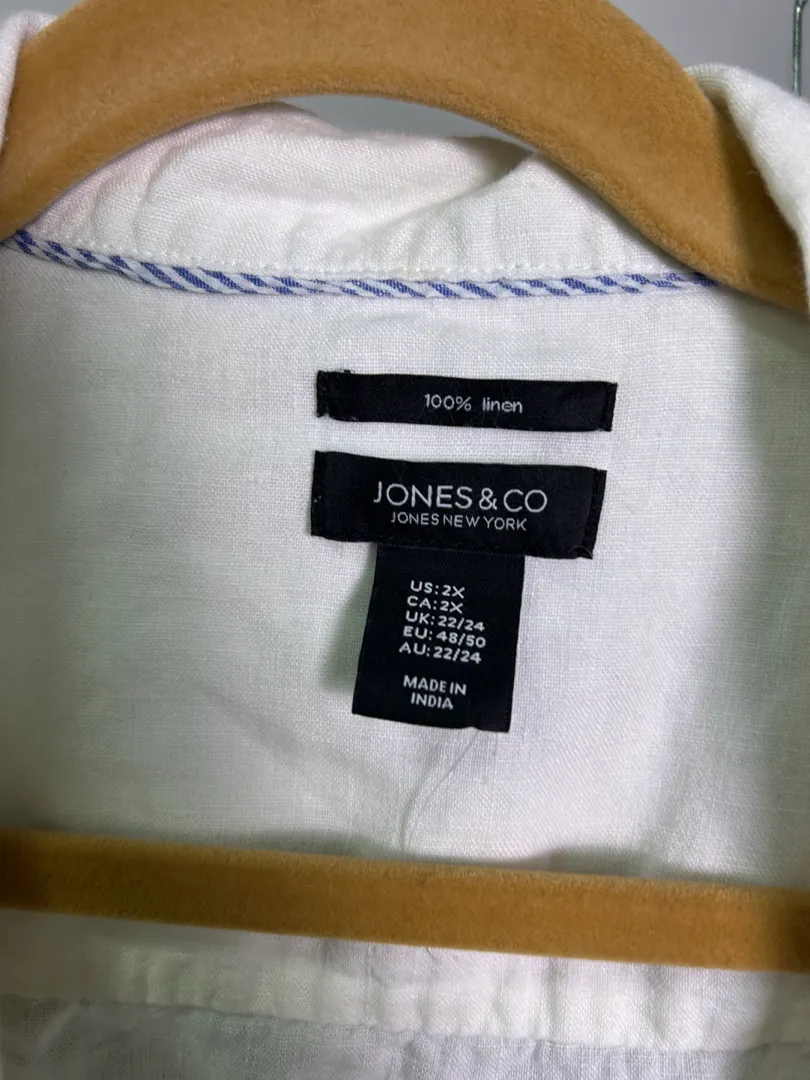 100% linen
JONES & CO
JONES NEW YORK
US: 2X
CA: 2X
UK: 22/24
EU: 48/50
AU: 22/24
MADE IN
INDIA